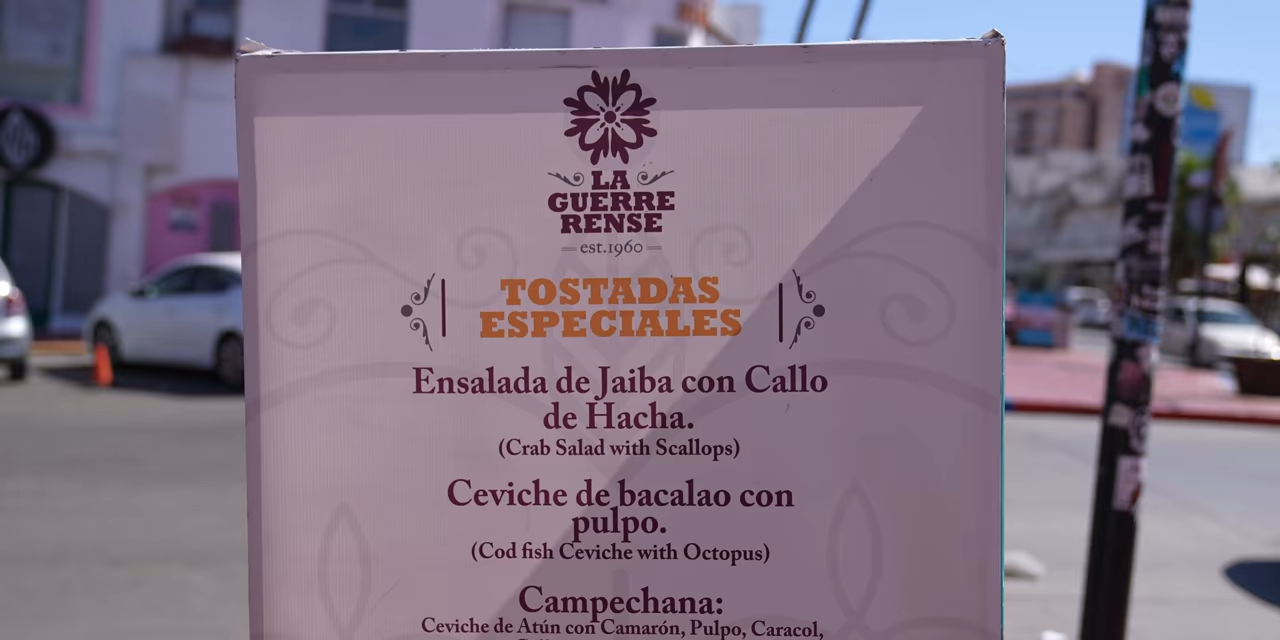 LA
GUERRE
RENSE
est.1960
TOSTADAS
ESPECIALES
Ensalada de Jaiba con Callo
de Hacha.
(Crab Salad with Scallops)
Ceviche de bacalao con
pulpo.
(Cod fish Ceviche with Octopus)
Campechana:
Ceviche de Atún con Camarón, Pulpo, Caracol,